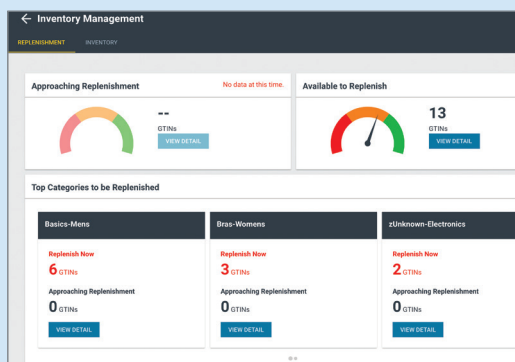 Inventory Management
REPLENISHMENT INVENTORY
Approaching Replenishment No data at this time. Available to Replenish
-- 13
GTINs GTINs
VIEW DETAIL VIEW DETAIL
Top Categories to be Replenished
Basics-Mens Bras-Womens zUnknown-Electronics
Replenish Now Replenish Now Replenish Now
6 GTINs 3 GTINs 2 GTINs
Approaching Replenishment Approaching Replenishment Approaching Replenishment
0 GTINs 0 GTINs 0 GTINs
VIEW DETAIL VIEW DETAIL VIEW DETAIL